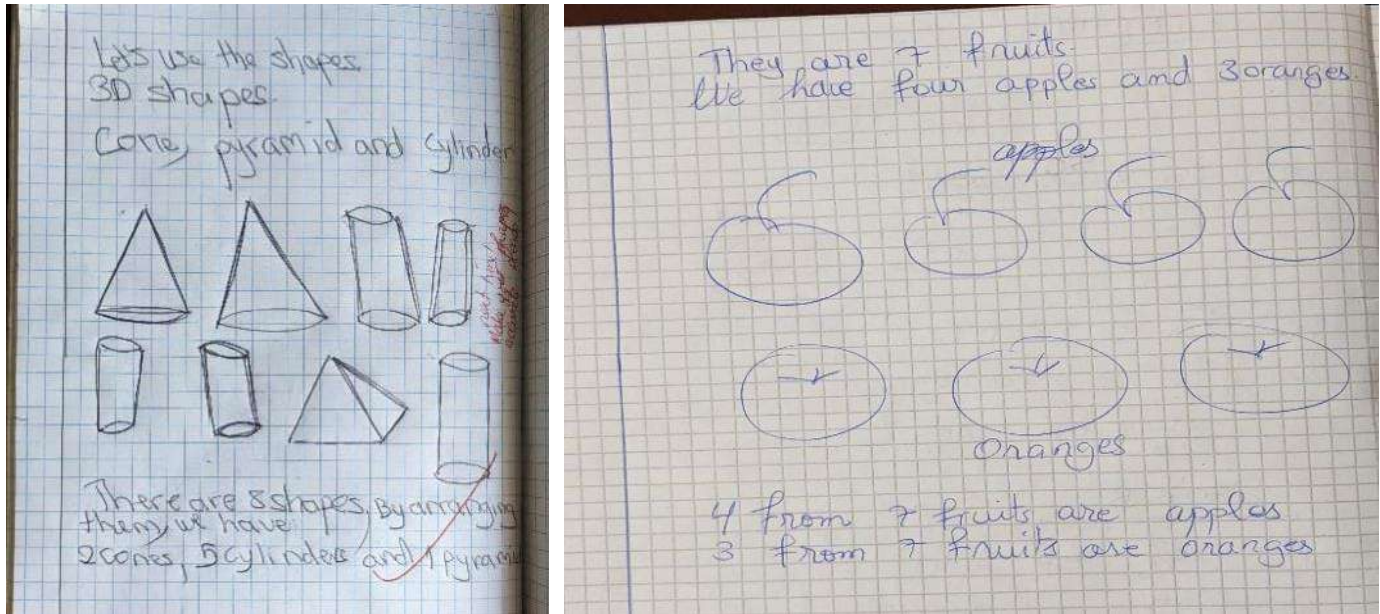 Let's use the shapes.
3D shapes.
Cone, pyramid and cylinder
There are 8 shapes, By arranging
them, we have
2 cones, 5 cylinders and 1 pyramid
They are 7 fruits.
We have four apples and 3 oranges.
apples
Oranges
4 from 7 fruits are apples
3 from 7 fruits are oranges